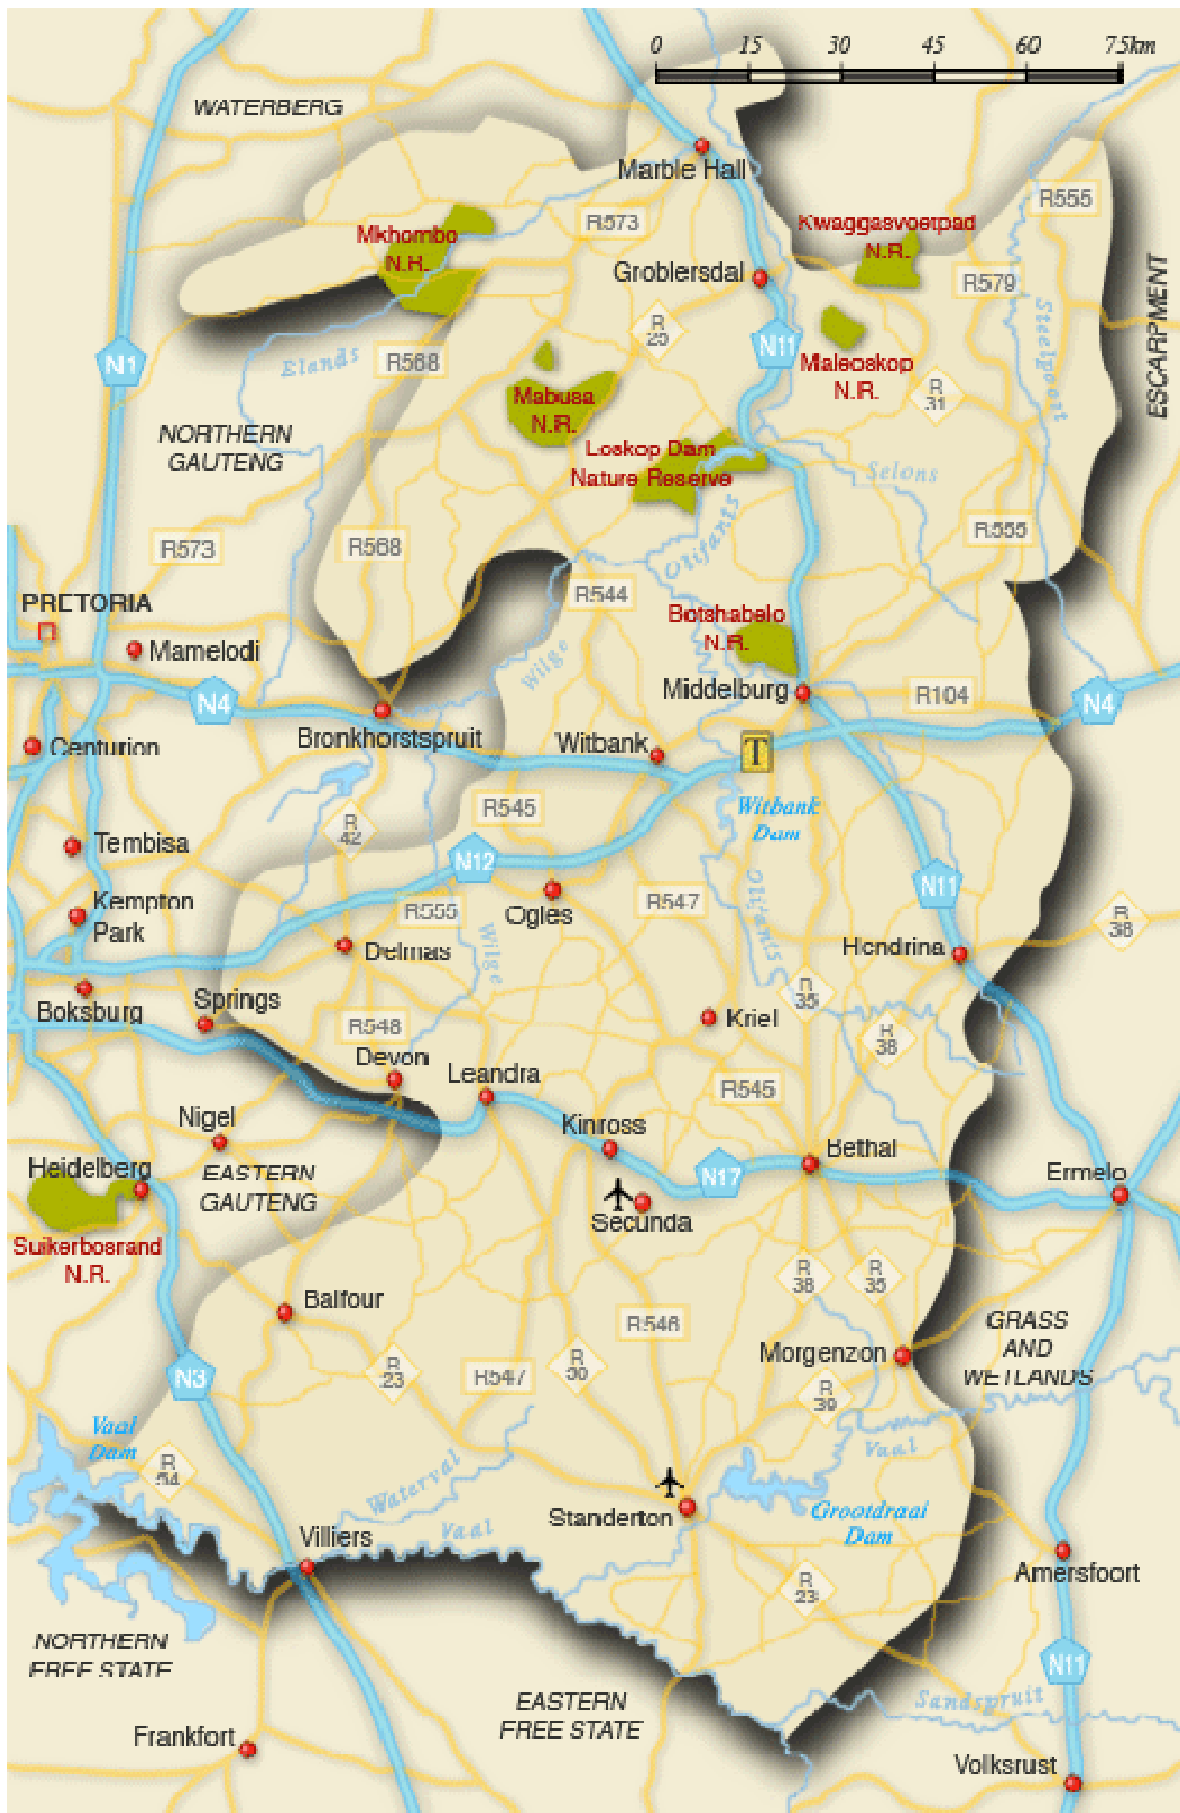 0 15 30 45 60 75km
WATERBERG
Marble Hall
R555
R573
Kwaggasvoetpad
N.R.
Mkhombo
N.R.
Groblersdal
R579
ESCARPMENT
Steelpoort
R
29
N11
N1
Elands
R568
Maleoskop
N.R.
Mabusa
N.R.
R
31
NORTHERN
GAUTENG
Loskop Dam
Nature Reserve
Selons
Olifants
R573
R568
R555
R544
PRETORIA
Botshabelo
N.R.
Mamelodi
Wilge
Middelburg
R104
N4
N4
Centurion
Bronkhorstspruit
Witbank
T
R545
Witbank
Dam
R
42
Tembisa
N12
N11
Kempton
Park
R555
Ogies
R547
Olifants
R
38
Wilge
Delmas
Hendrina
Boksburg
Springs
R
35
R548
Kriel
R
38
Devon
Leandra
R545
Nigel
Kinross
Bethal
Heidelberg
EASTERN
GAUTENG
N17
Ermelo
Secunda
Suikerbosrand
N.R.
R
38
R
35
Balfour
R546
GRASS
AND
WETLANDS
Morgenzon
N3
R
23
R547
R
50
R
39
Vaal
Dam
Vaal
R
54
Waterval
Standerton
Grootdraai
Dam
Vaal
Villiers
Amersfoort
R
23
NORTHERN
FREE STATE
N11
EASTERN
FREE STATE
Sandspruit
Frankfort
Volksrust